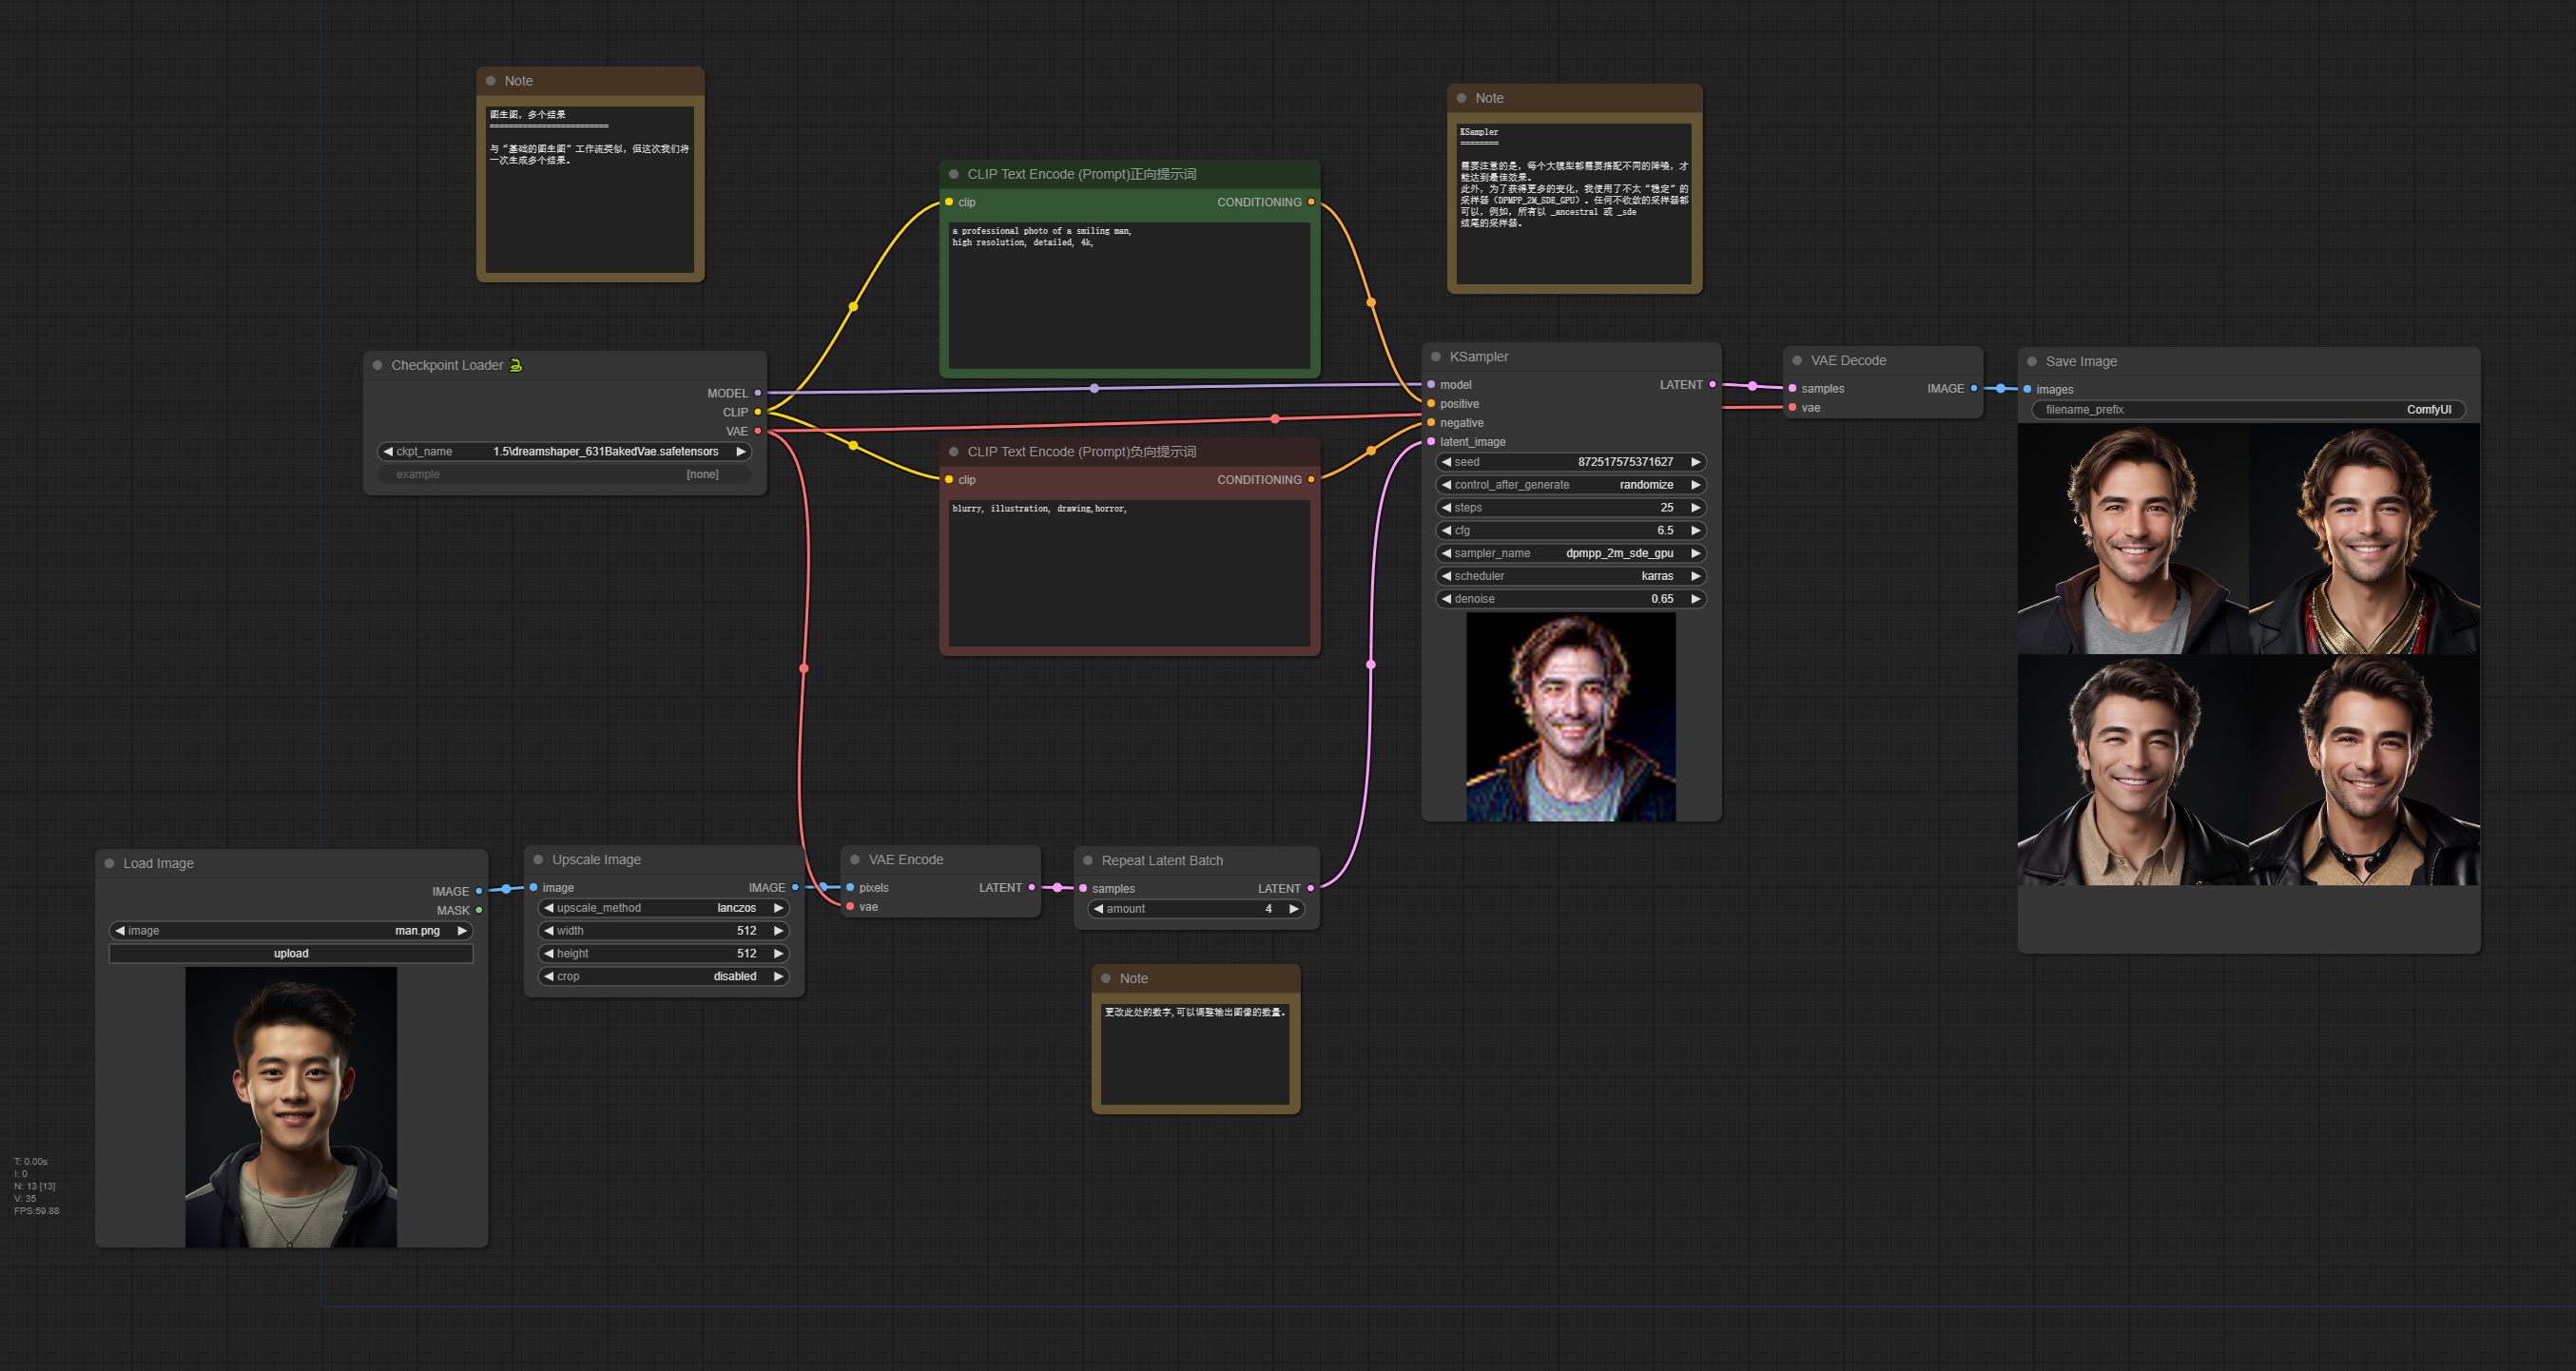 Note
图生图，多个结果
=========================
与“基础的图生图”工作流类似，但这次我们将
一次生成多个结果。
Note
KSampler
========
需要注意的是，每个大模型都需要搭配不同的降噪，才
能达到最佳效果。
此外，为了获得更多的变化，我使用了不太“稳定”的
采样器（DPMPP_2M_SDE_GPU）。任何不收敛的采样器都
可以，例如，所有以 _ancestral 或 _sde
结尾的采样器。
CLIP Text Encode (Prompt)正向提示词
clip CONDITIONING
a professional photo of a smiling man,
high resolution, detailed, 4k,
Checkpoint Loader
MODEL
CLIP
VAE
ckpt_name 1.5\dreamshaper_631BakedVae.safetensors
example [none]
CLIP Text Encode (Prompt)负向提示词
clip CONDITIONING
blurry, illustration, drawing,horror,
KSampler
model LATENT
positive
negative
latent_image
seed 872517575371627
control_after_generate randomize
steps 25
cfg 6.5
sampler_name dpmpp_2m_sde_gpu
scheduler karras
denoise 0.65
VAE Decode
samples IMAGE
vae
Save Image
images
filename_prefix ComfyUI
Load Image
IMAGE
MASK
image man.png
upload
Upscale Image
image IMAGE
upscale_method lanczos
width 512
height 512
crop disabled
VAE Encode
pixels LATENT
vae
Repeat Latent Batch
samples LATENT
amount 4
Note
更改此处的数字,可以调整输出图像的数量。
T: 0.00s
I: 0
N: 13 [13]
V: 35
FPS:59.88